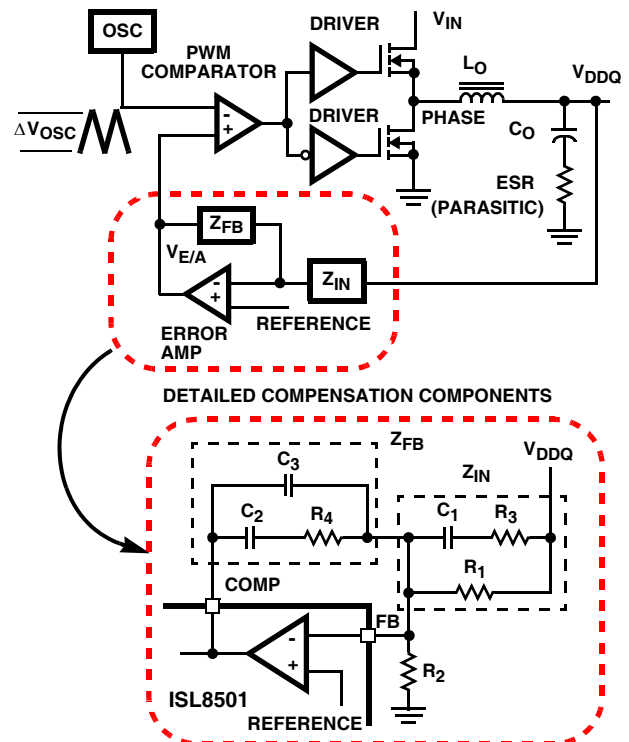 OSC
PWM
COMPARATOR
DRIVER
V_IN
L_O
V_DDQ
ΔV_OSC
-
+
DRIVER
PHASE
C_O
ESR
(PARASITIC)
Z_FB
V_E/A
-
+
Z_IN
ERROR
AMP
REFERENCE
DETAILED COMPENSATION COMPONENTS
Z_FB
V_DDQ
C_3
Z_IN
C_2
R_4
C_1
R_3
R_1
COMP
FB
-
+
R_2
ISL8501
REFERENCE